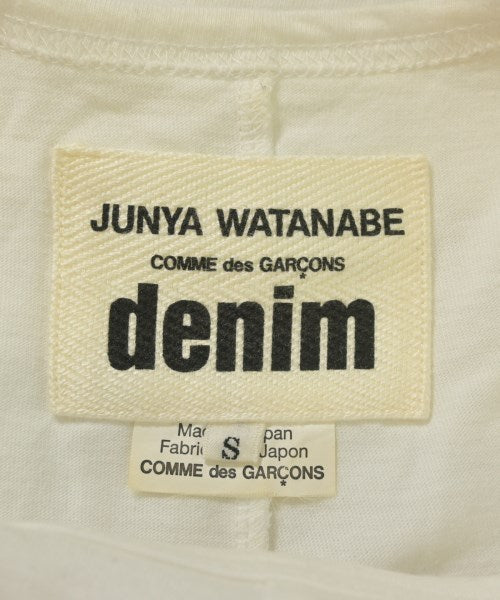 JUNYA WATANABE
COMME des GARÇONS
denim
S
Japon
COMME des GARÇONS